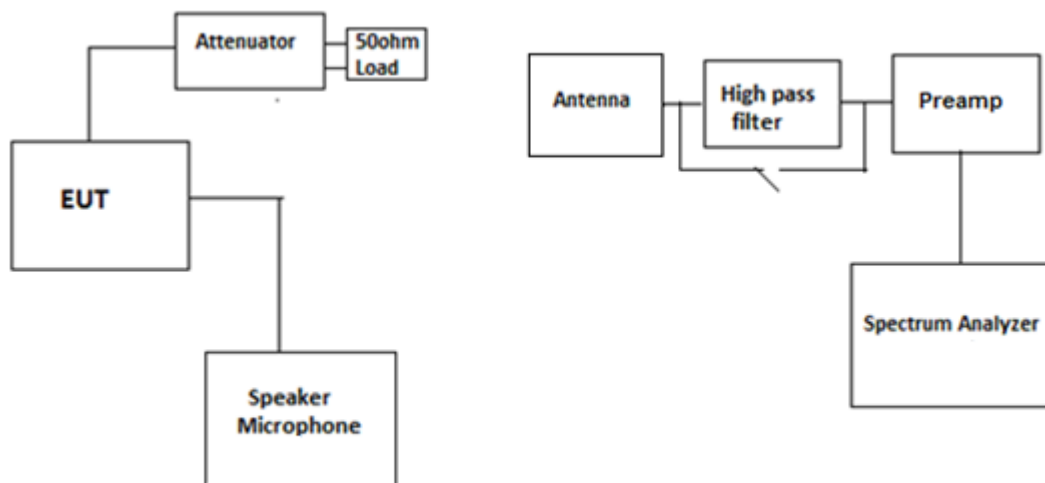 Attenuator
50ohm
Load
EUT
Speaker
Microphone
Antenna
High pass
filter
Preamp
Spectrum Analyzer